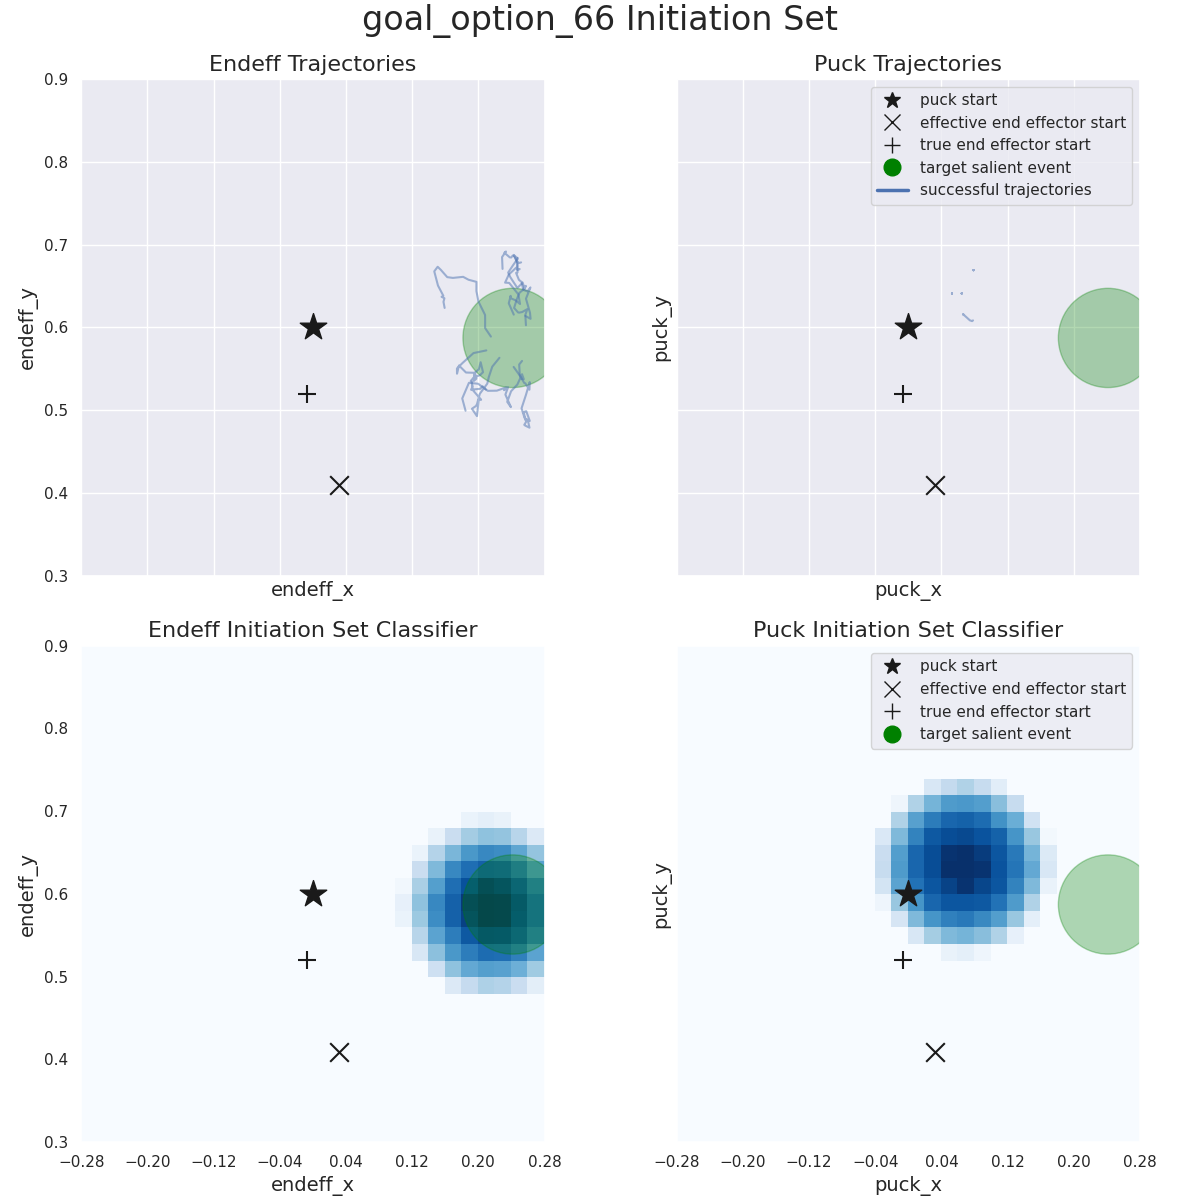 goal_option_66 Initiation Set
Endeff Trajectories
0.9
0.8
0.7
0.6
0.5
0.4
0.3
endeff_y
endeff_x
Puck Trajectories
puck start
effective end effector start
true end effector start
target salient event
successful trajectories
puck_y
puck_x
Endeff Initiation Set Classifier
0.9
0.8
0.7
0.6
0.5
0.4
0.3
endeff_y
−0.28 −0.20 −0.12 −0.04 0.04 0.12 0.20 0.28
endeff_x
Puck Initiation Set Classifier
puck start
effective end effector start
true end effector start
target salient event
puck_y
−0.28 −0.20 −0.12 −0.04 0.04 0.12 0.20 0.28
puck_x